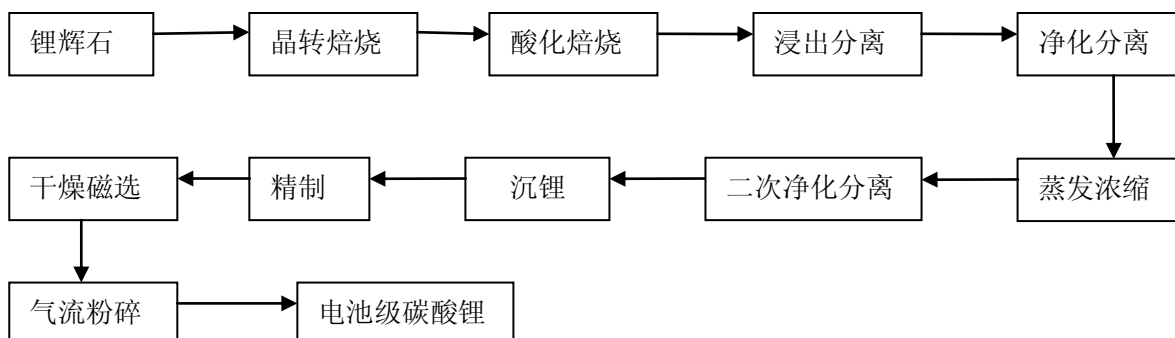 锂辉石
晶转焙烧
酸化焙烧
浸出分离
净化分离
蒸发浓缩
二次净化分离
沉锂
精制
干燥磁选
气流粉碎
电池级碳酸锂